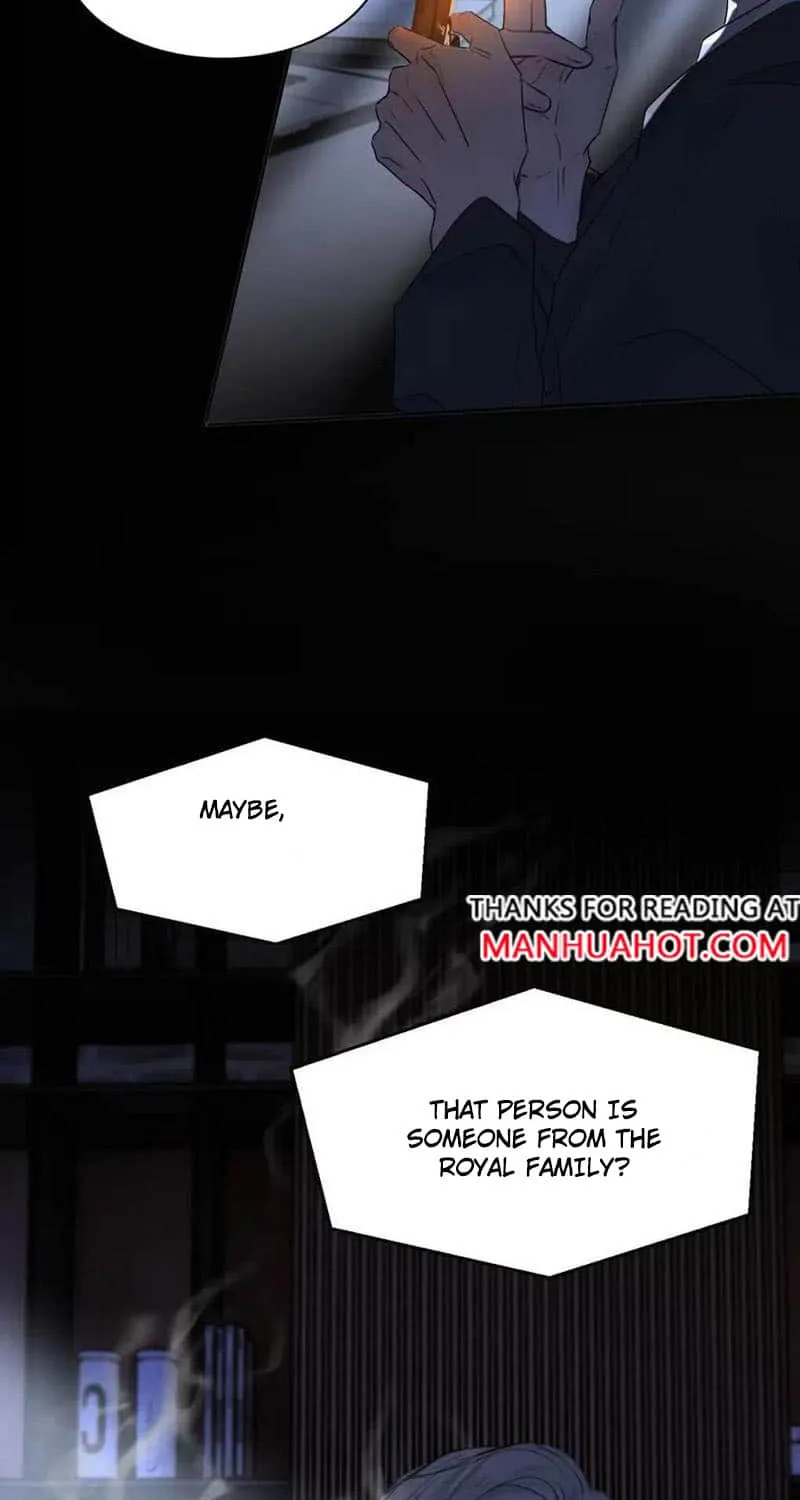 MAYBE,
THANKS FOR READING AT
MANHUAHOT.COM
THAT PERSON IS
SOMEONE FROM THE
ROYAL FAMILY?